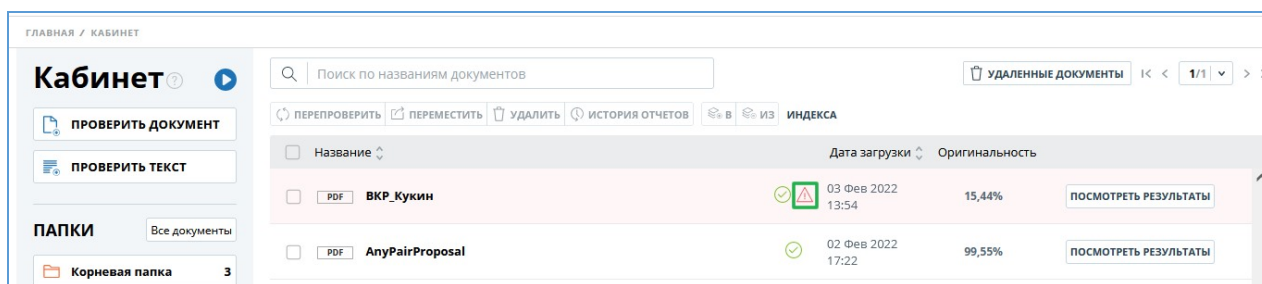 ГЛАВНАЯ / КАБИНЕТ
Кабинет ?
Поиск по названиям документов
УДАЛЕННЫЕ ДОКУМЕНТЫ
1/1
ПРОВЕРИТЬ ДОКУМЕНТ
ПЕРЕПРОВЕРИТЬ ПЕРЕМЕСТИТЬ УДАЛИТЬ ИСТОРИЯ ОТЧЕТОВ В ИЗ ИНДЕКСА
ПРОВЕРИТЬ ТЕКСТ
Название Дата загрузки Оригинальность
PDF ВКР_Кукин 03 Фев 2022 15,44% ПОСМОТРЕТЬ РЕЗУЛЬТАТЫ
13:54
ПАПКИ Все документы
PDF AnyPairProposal 02 Фев 2022 99,55% ПОСМОТРЕТЬ РЕЗУЛЬТАТЫ
17:22
Корневая папка 3